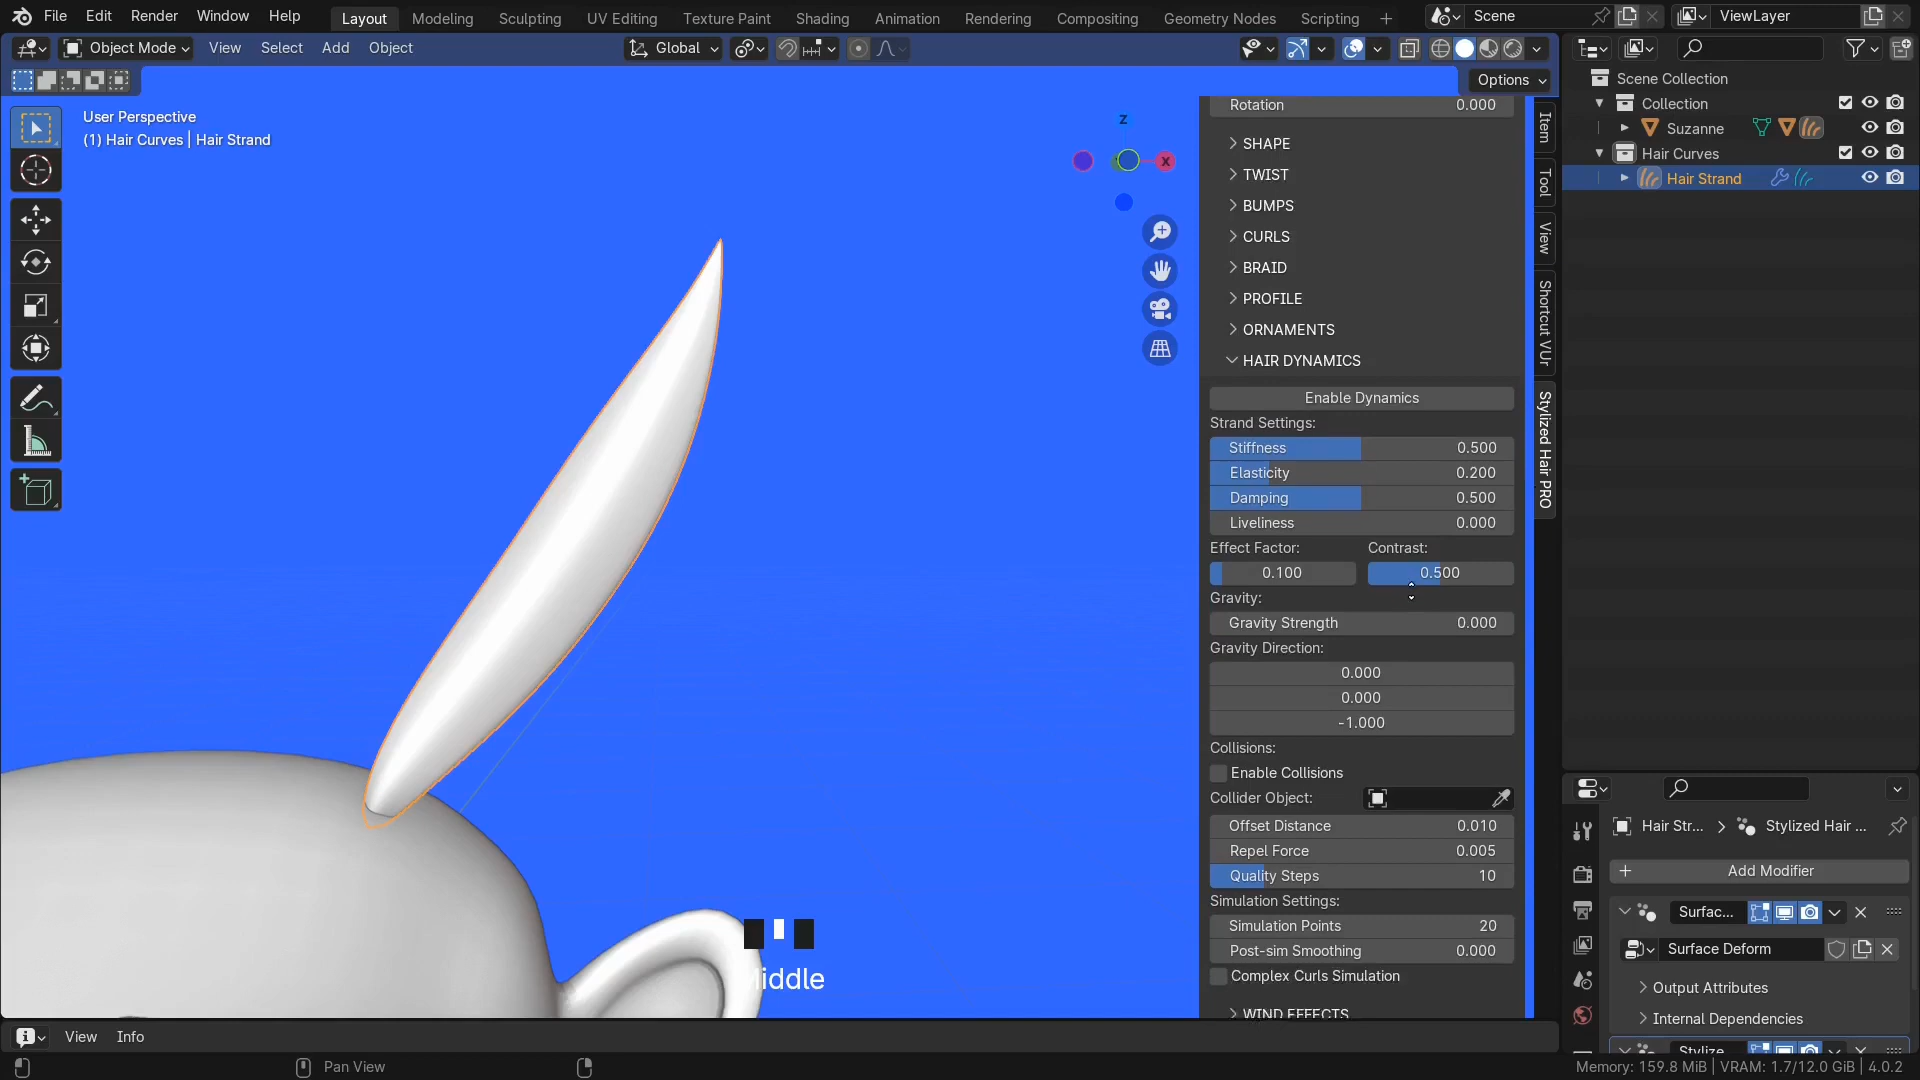 File Edit Render Window Help Layout Modeling Sculpting UV Editing Texture Paint Shading Animation Rendering Compositing Geometry Nodes Scripting Scene ViewLayer
Object Mode View Select Add Object Global
Options
User Perspective
(1) Hair Curves | Hair Strand
Z
X
Rotation 0.000
SHAPE
TWIST
BUMPS
CURLS
BRAID
PROFILE
ORNAMENTS
HAIR DYNAMICS
Enable Dynamics
Strand Settings:
Stiffness 0.500
Elasticity 0.200
Damping 0.500
Liveliness 0.000
Effect Factor: Contrast:
0.100 0.500
Gravity:
Gravity Strength 0.000
Gravity Direction:
0.000
0.000
-1.000
Collisions:
Enable Collisions
Collider Object:
Offset Distance 0.010
Repel Force 0.005
Quality Steps 10
Simulation Settings:
Simulation Points 20
Post-sim Smoothing 0.000
Complex Curls Simulation
WIND EFFECTS
Item
Tool
View
Shortcut VUr
Stylized Hair PRO
Scene Collection
Collection
Suzanne
Hair Curves
Hair Strand
Hair Str... Stylized Hair ...
Add Modifier
Surfac...
Surface Deform
Output Attributes
Internal Dependencies
Stylize
iddle
View Info
Pan View
Memory: 159.8 MiB | VRAM: 1.7/12.0 GiB | 4.0.2